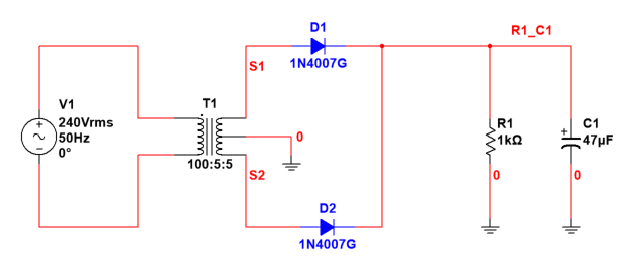 D1
1N4007G
R1_C1
S1
V1
240Vrms
50Hz
0°
T1
100:5:5
0
S2
R1
1kΩ
0
C1
47µF
0
D2
1N4007G